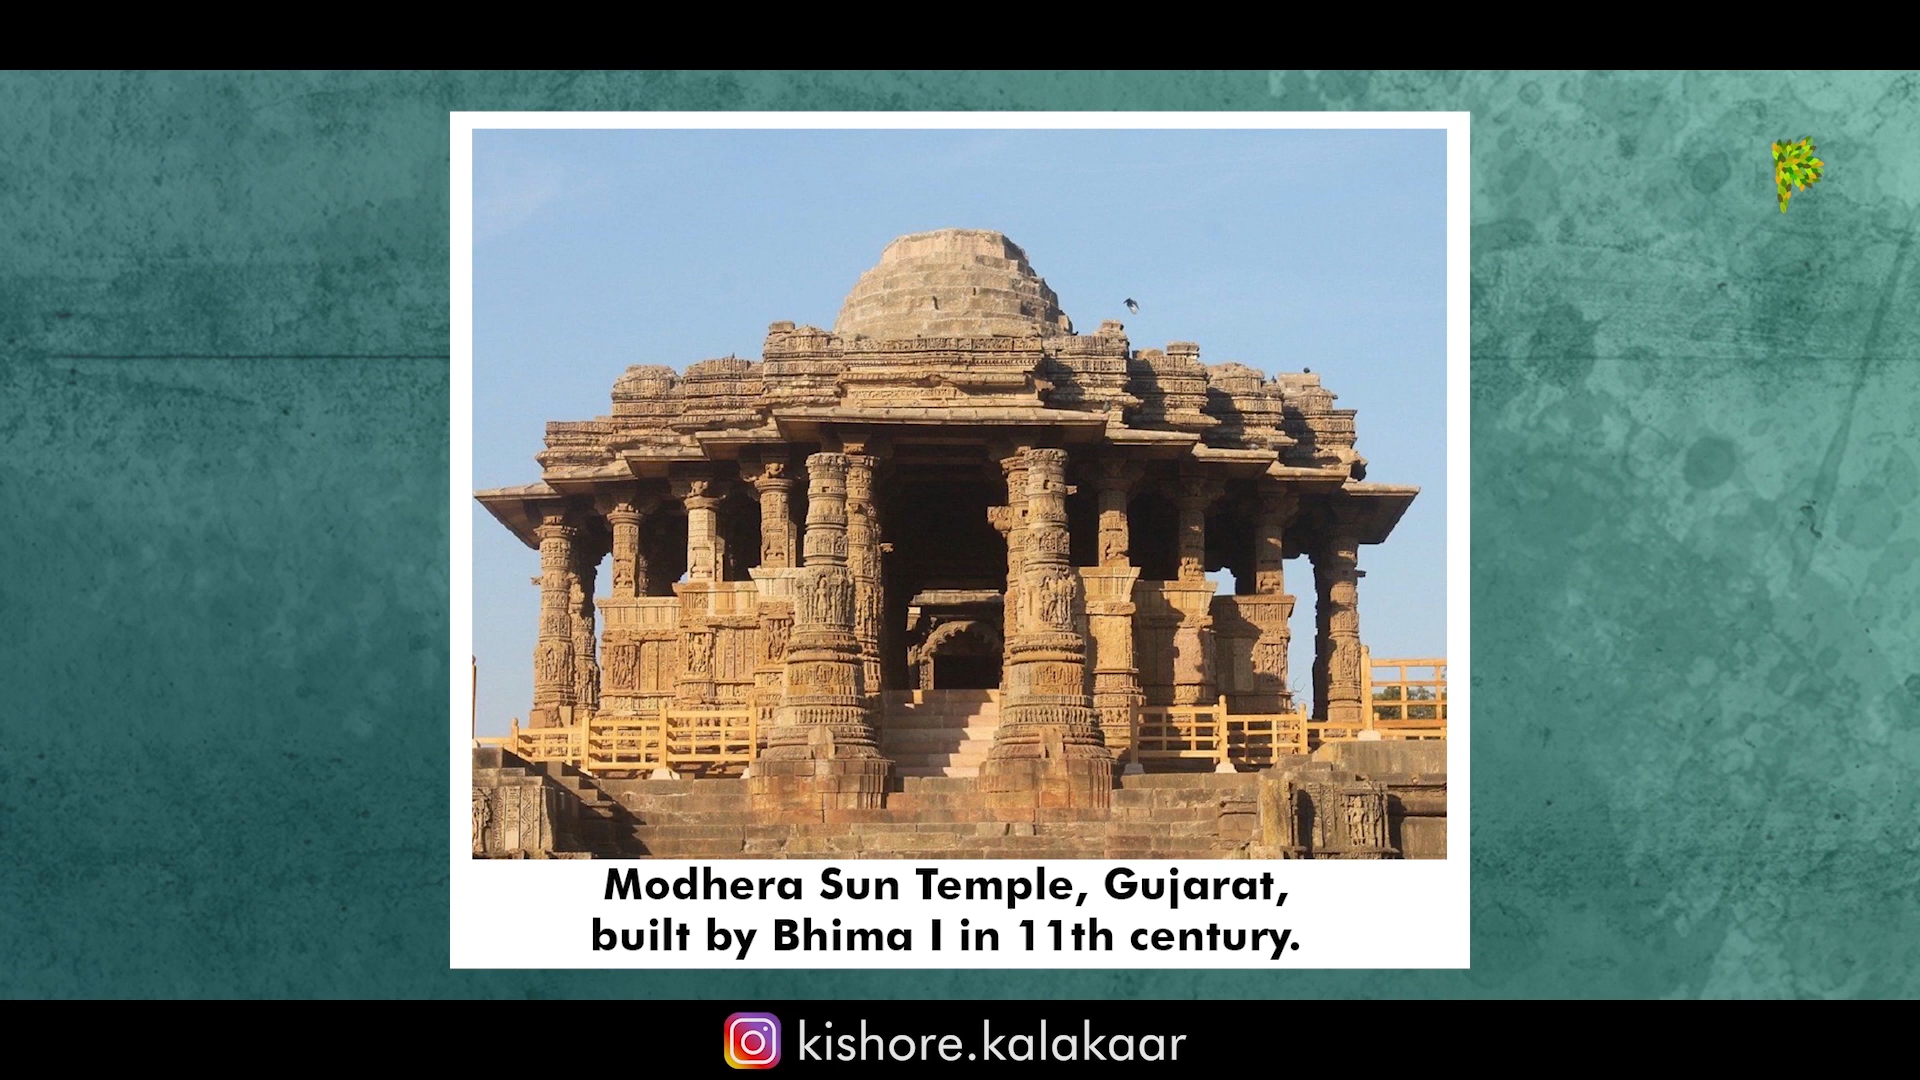 Modhera Sun Temple, Gujarat,
built by Bhima I in 11th century.
kishore.kalakaar